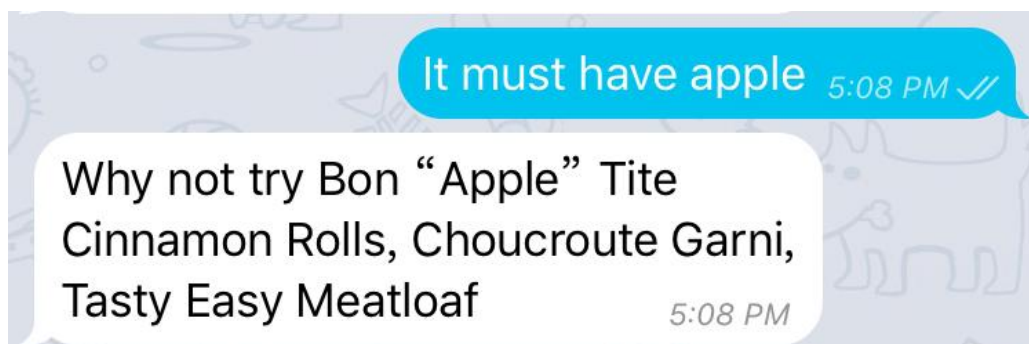 It must have apple 5:08 PM
Why not try Bon “Apple” Tite
Cinnamon Rolls, Choucroute Garni,
Tasty Easy Meatloaf 5:08 PM